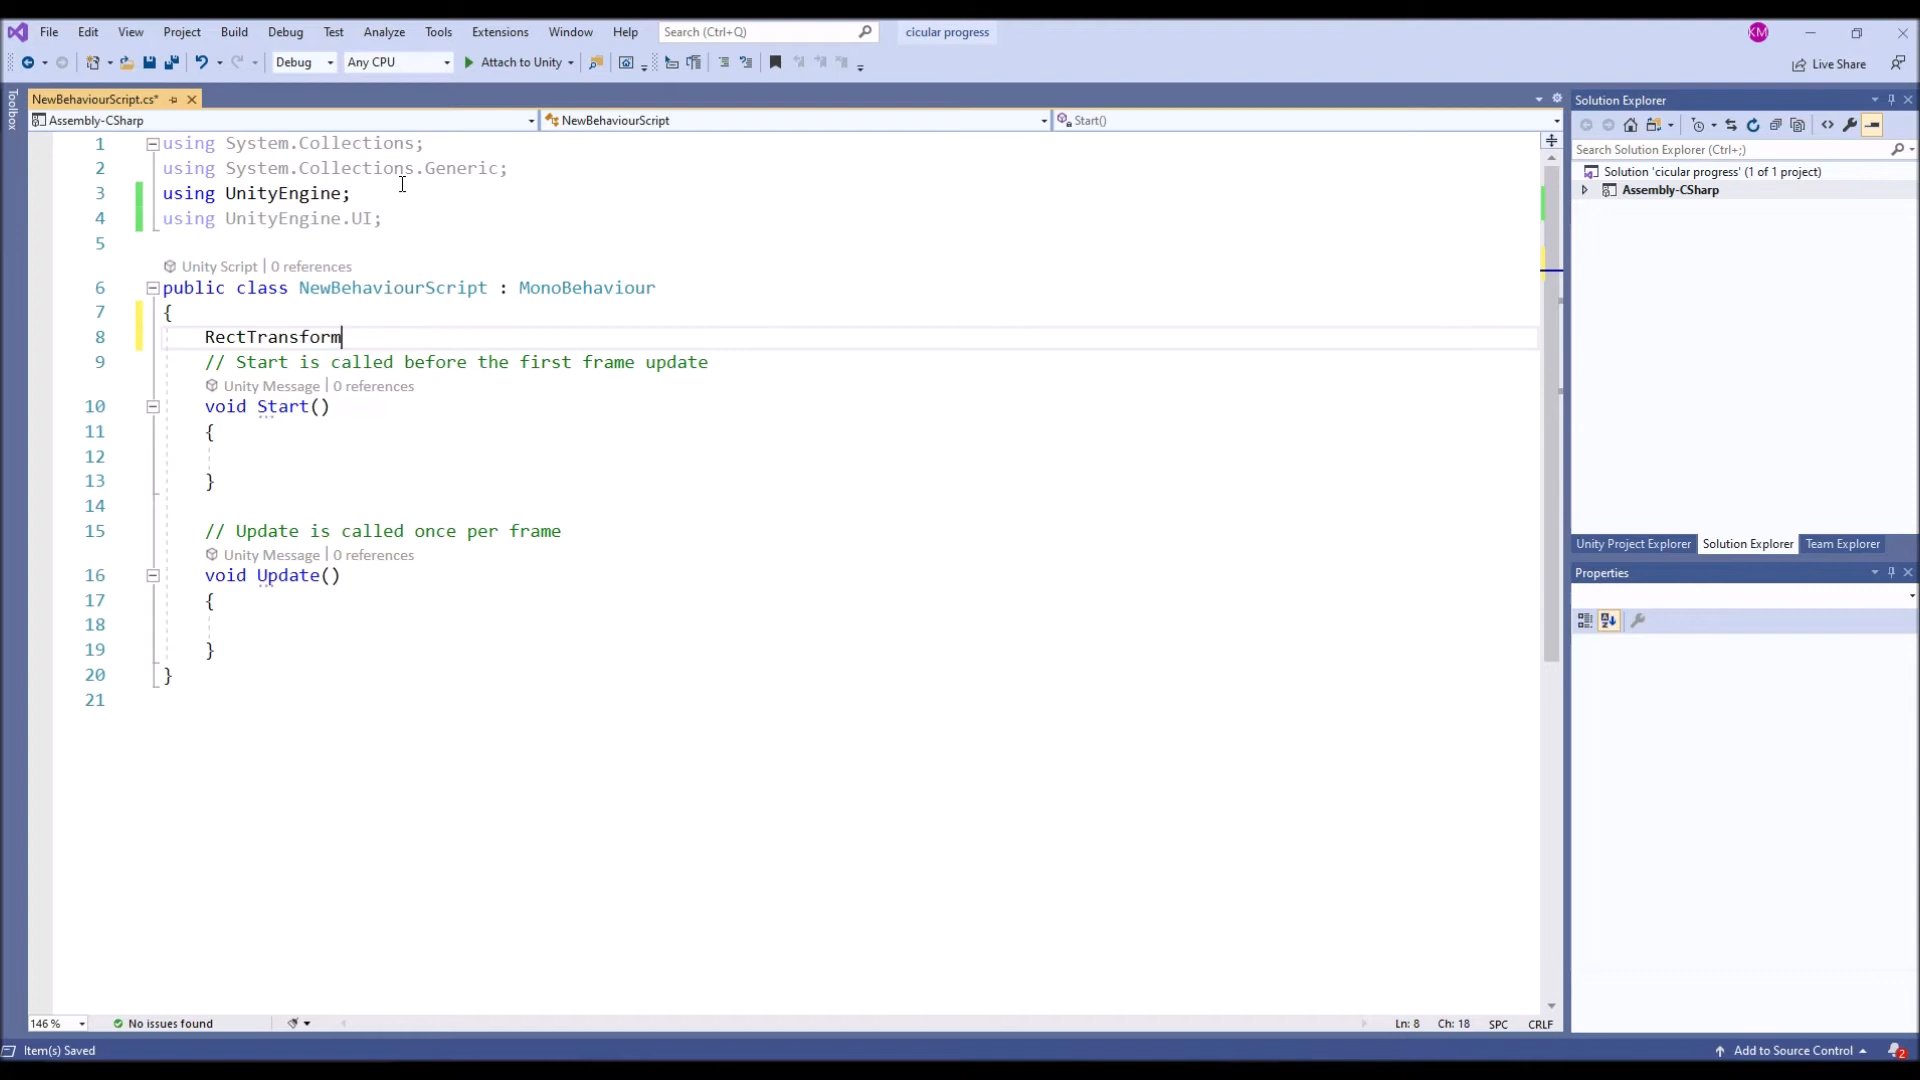 File Edit View Project Build Debug Test Analyze Tools Extensions Window Help Search (Ctrl+Q) cicular progress KM
Debug Any CPU Attach to Unity Live Share
Toolbox
NewBehaviourScript.cs*
Assembly-CSharp NewBehaviourScript Start()
1 using System.Collections;
2 using System.Collections.Generic;
3 using UnityEngine;
4 using UnityEngine.UI;
5
Unity Script | 0 references
6 public class NewBehaviourScript : MonoBehaviour
7 {
8 RectTransform
9 // Start is called before the first frame update
Unity Message | 0 references
10 void Start()
11 {
12
13 }
14
15 // Update is called once per frame
Unity Message | 0 references
16 void Update()
17 {
18
19 }
20 }
21
146 % No issues found Ln: 8 Ch: 18 SPC CRLF
Solution Explorer
Search Solution Explorer (Ctrl+;)
Solution 'cicular progress' (1 of 1 project)
Assembly-CSharp
Unity Project Explorer Solution Explorer Team Explorer
Properties
Item(s) Saved Add to Source Control 2